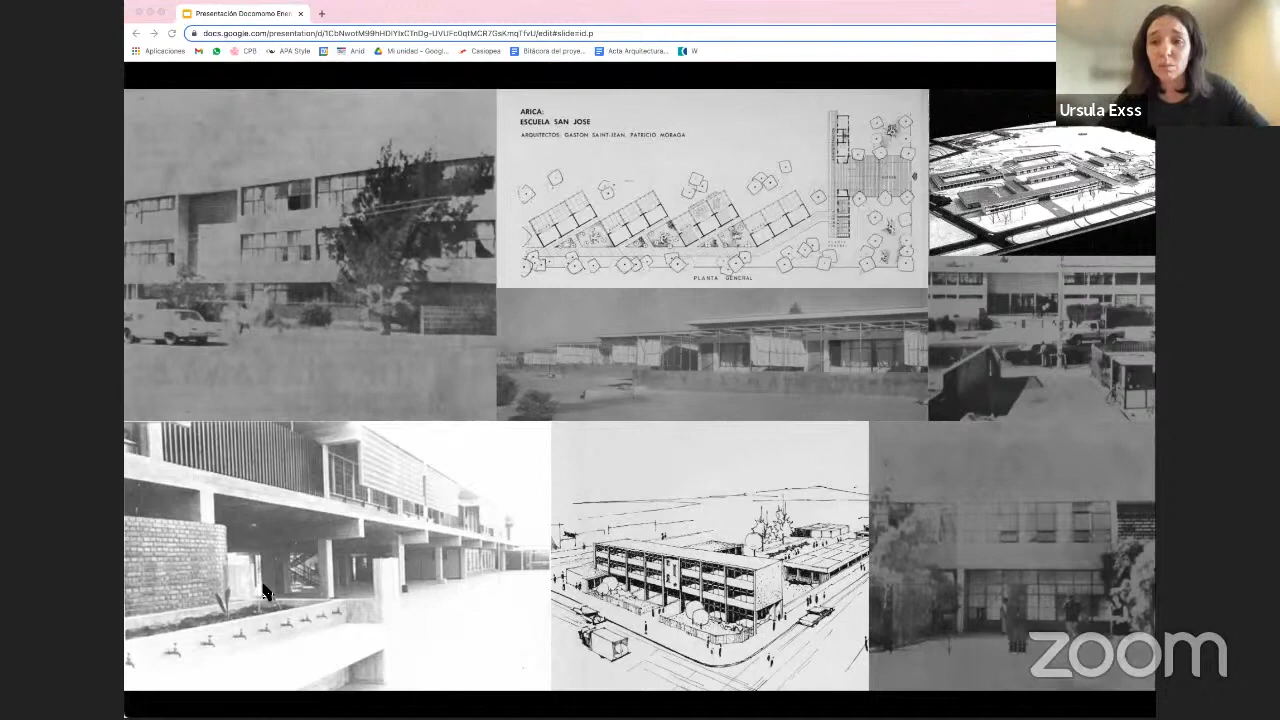 Presentación Docomomo Ener
docs.google.com/presentation/d/1CbNwotM99hHDiYIxCTnDg-UVUFc0qtMCR7GsKmqTfvU/edit#slide=id.p
Aplicaciones
CPB
APA Style
Anid
Mi unidad – Googl...
Casiopea
Bitácora del proye...
Acta Arquitectura...
W
Ursula Exss
ARICA:
ESCUELA SAN JOSE
ARQUITECTOS: GASTON SAINT-JEAN, PATRICIO MORAGA
PLANTA GENERAL
zoom